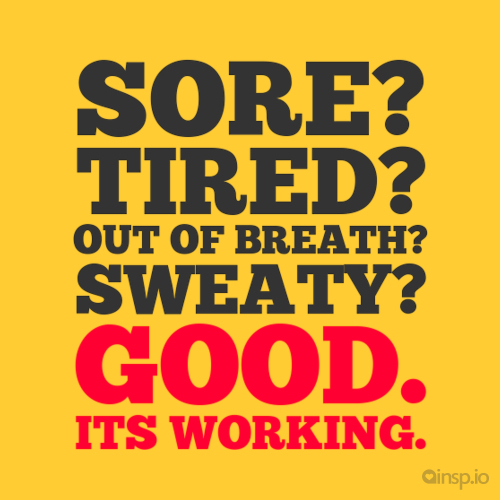 SORE?
TIRED?
OUT OF BREATH?
SWEATY?
GOOD.
ITS WORKING.
insp.io